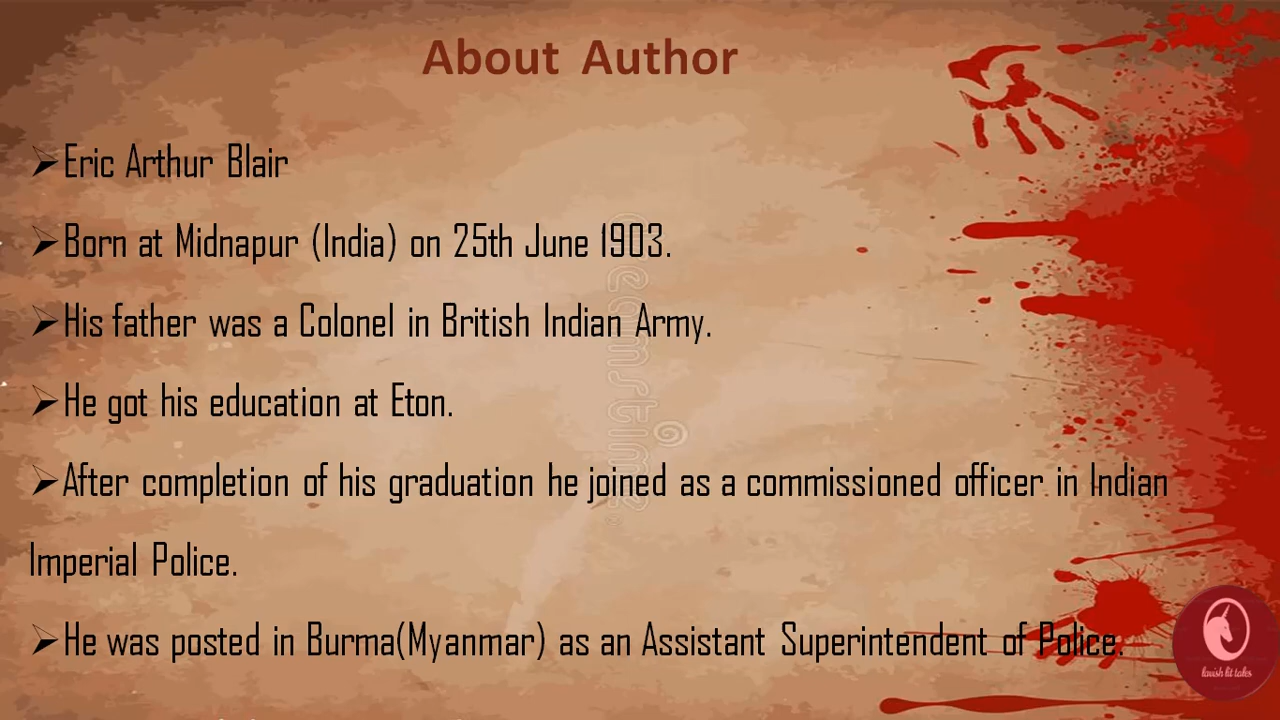 About Author
➢Eric Arthur Blair
➢Born at Midnapur (India) on 25th June 1903.
➢His father was a Colonel in British Indian Army.
➢He got his education at Eton.
➢After completion of his graduation he joined as a commissioned officer in Indian
Imperial Police.
➢He was posted in Burma(Myanmar) as an Assistant Superintendent of Police.
lavish lit tales